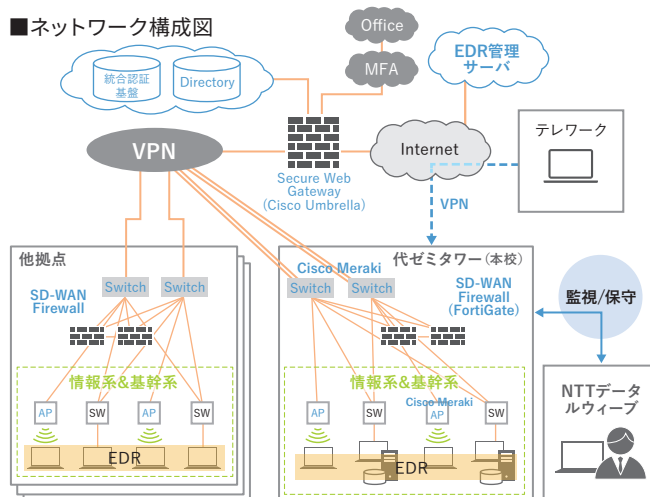 ■ネットワーク構成図
Office
MFA
EDR管理
サーバ
統合認証
基盤
Directory
VPN
Internet
テレワーク
Secure Web
Gateway
(Cisco Umbrella)
VPN
他拠点
Switch
Switch
SD-WAN
Firewall
情報系&基幹系
AP
SW
AP
SW
EDR
代ゼミタワー(本校)
Cisco Meraki
Switch
Switch
SD-WAN
Firewall
(FortiGate)
情報系&基幹系
AP
SW
Cisco Meraki
AP
SW
EDR
監視/保守
NTTデータ
ルウィーブ